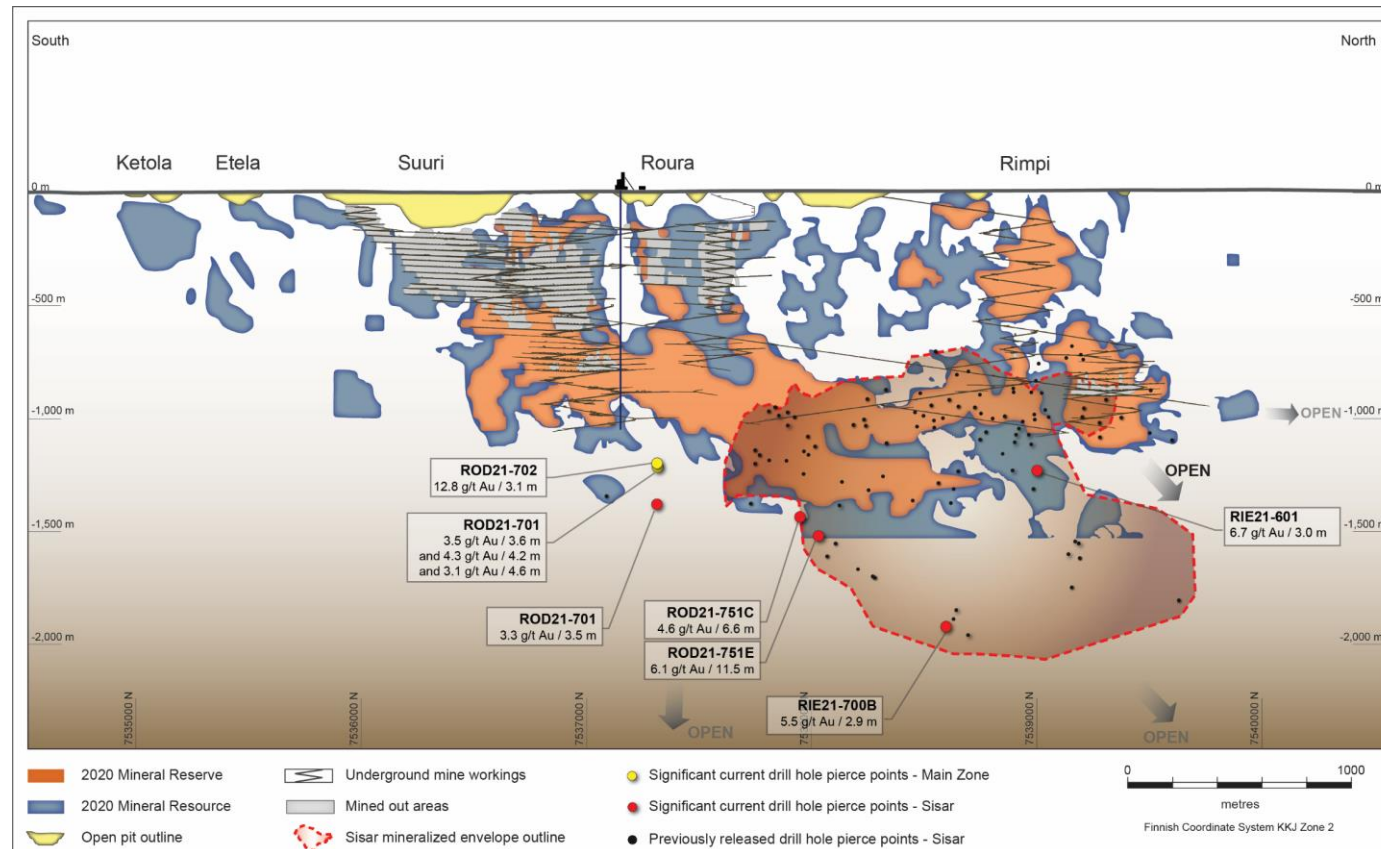 South
North
Ketola
Etela
Suuri
Roura
Rimpi
0 m
0 m
-500 m
-500 m
-1,000 m
OPEN
-1,000 m
ROD21-702
12.8 g/t Au / 3.1 m
OPEN
ROD21-701
3.5 g/t Au / 3.6 m
and 4.3 g/t Au / 4.2 m
and 3.1 g/t Au / 4.6 m
-1,500 m
RIE21-601
6.7 g/t Au / 3.0 m
-1,500 m
ROD21-701
3.3 g/t Au / 3.5 m
ROD21-751C
4.6 g/t Au / 6.6 m
ROD21-751E
6.1 g/t Au / 11.5 m
-2,000 m
-2,000 m
RIE21-700B
5.5 g/t Au / 2.9 m
7535000 N
7536000 N
7537000 N
7539000 N
7540000 N
OPEN
OPEN
2020 Mineral Reserve
2020 Mineral Resource
Open pit outline
Underground mine workings
Mined out areas
Sisar mineralized envelope outline
Significant current drill hole pierce points - Main Zone
Significant current drill hole pierce points - Sisar
Previously released drill hole pierce points - Sisar
0
1000
metres
Finnish Coordinate System KKJ Zone 2